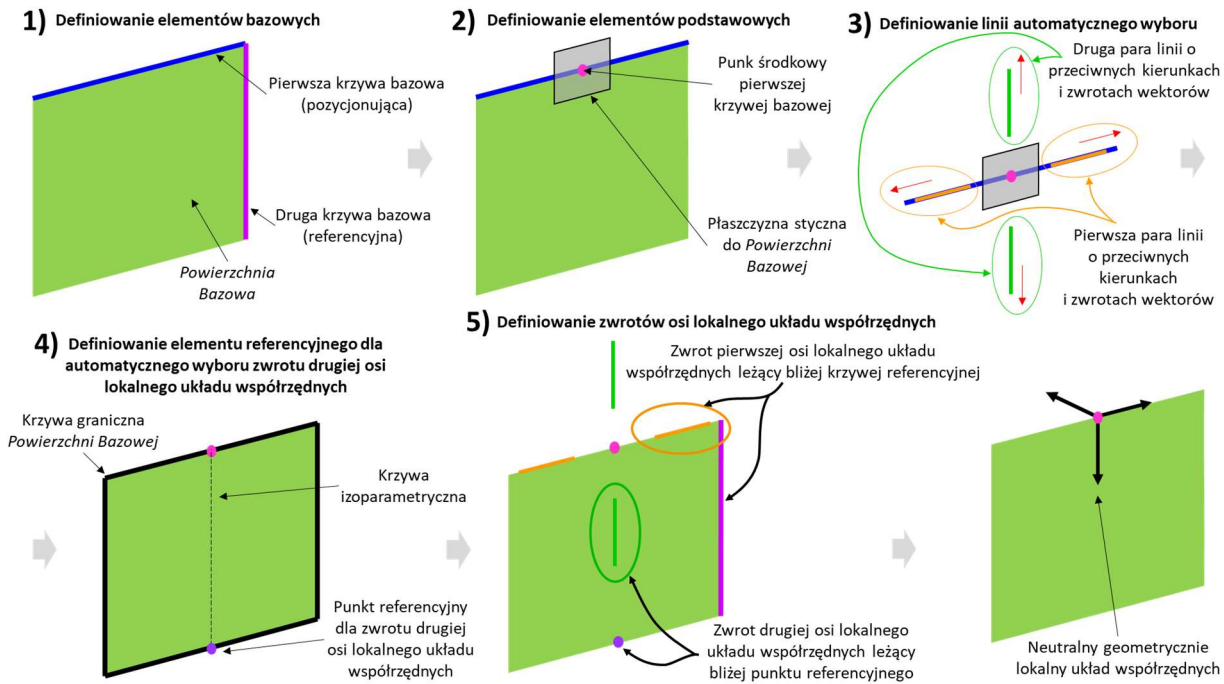 1) Definiowanie elementów bazowych
Pierwsza krzywa bazowa
(pozycjonująca)
Druga krzywa bazowa
(referencyjna)
Powierzchnia
Bazowa
2) Definiowanie elementów podstawowych
Punk środkowy
pierwszej
krzywej bazowej
Płaszczyzna styczna
do Powierzchni
Bazowej
3) Definiowanie linii automatycznego wyboru
Druga para linii o
przeciwnych kierunkach
i zwrotach wektorów
Pierwsza para linii
o przeciwnych
kierunkach
i zwrotach wektorów
4) Definiowanie elementu referencyjnego dla
automatycznego wyboru zwrotu drugiej osi
lokalnego układu współrzędnych
Krzywa graniczna
Powierzchni Bazowej
Krzywa
izoparametryczna
Punkt referencyjny
dla zwrotu drugiej
osi lokalnego układu
współrzędnych
5) Definiowanie zwrotów osi lokalnego układu współrzędnych
Zwrot pierwszej osi lokalnego układu
współrzędnych leżący bliżej krzywej referencyjnej
Zwrot drugiej osi lokalnego
układu współrzędnych leżący
bliżej punktu referencyjnego
Neutralny geometrycznie
lokalny układ współrzędnych